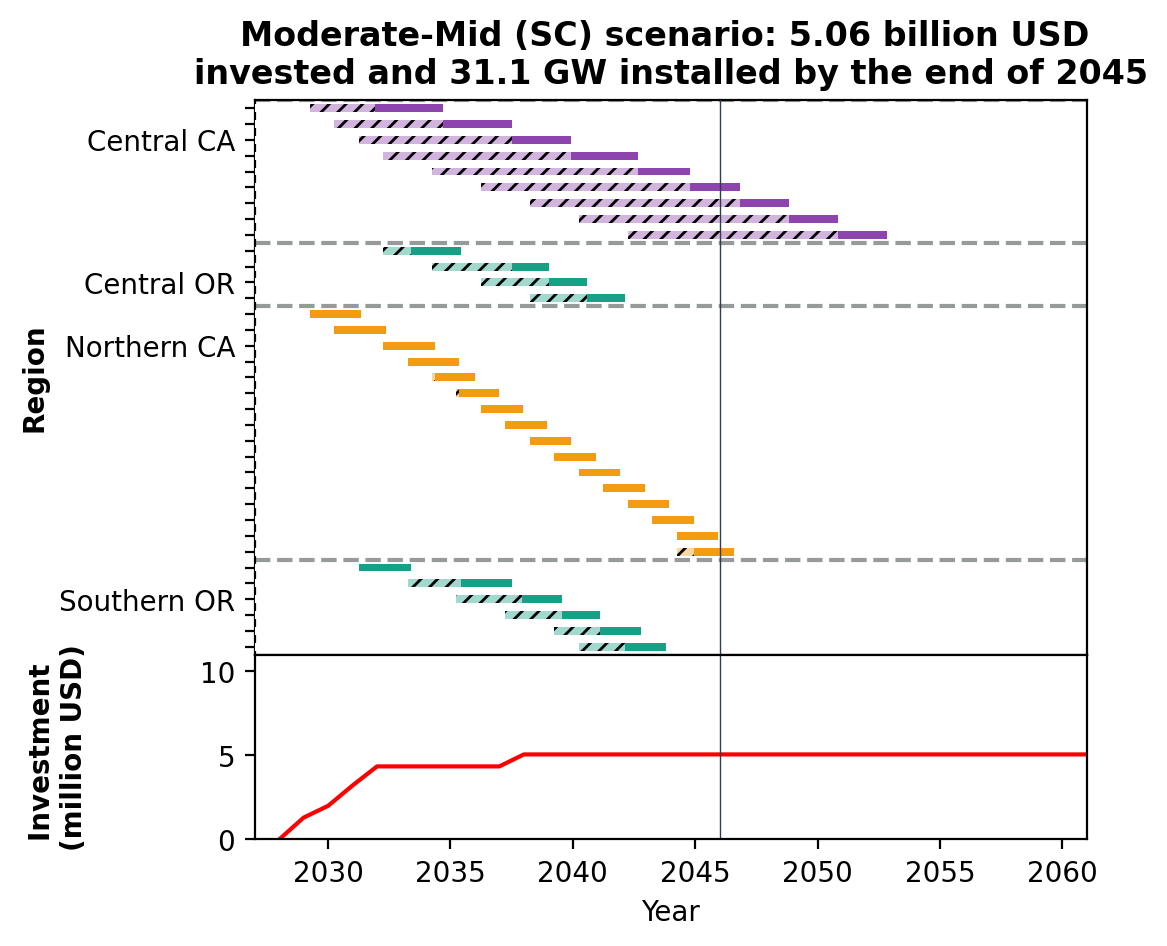 Moderate-Mid (SC) scenario: 5.06 billion USD
invested and 31.1 GW installed by the end of 2045
Region
Central CA
Central OR
Northern CA
Southern OR
Investment
(million USD)
10
5
0
2030 2035 2040 2045 2050 2055 2060
Year